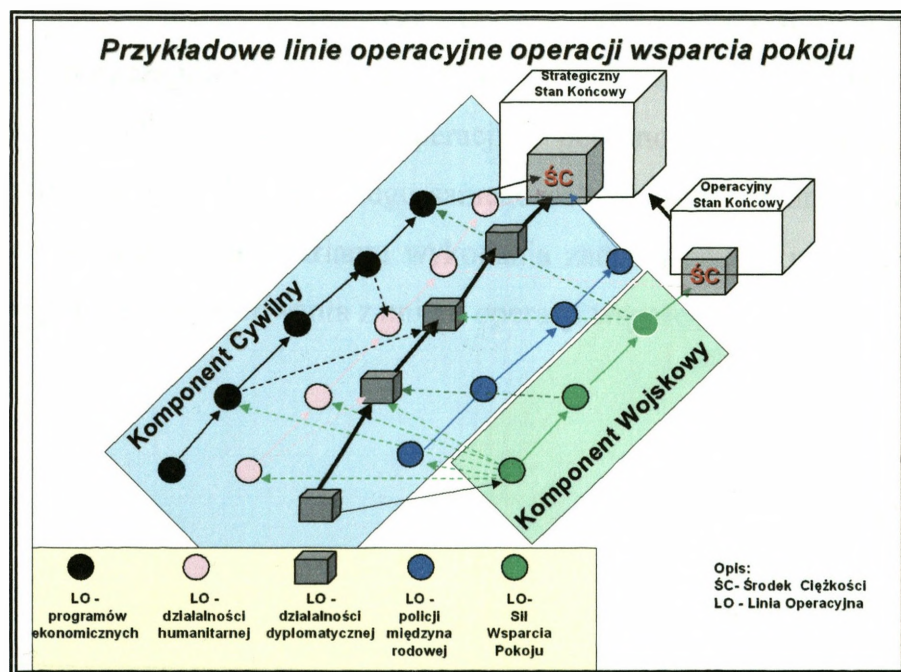 Przykładowe linie operacyjne operacji wsparcia pokoju
Strategiczny
Stan Końcowy
ŚC
Operacyjny
Stan Końcowy
ŚC
Komponent Cywilny
Komponent Wojskowy
LO -
programów
ekonomicznych
LO -
działalności
humanitarnej
LO -
działalności
dyplomatycznej
LO -
policji
międzyna
rodowej
LO-
Sił
Wsparcia
Pokoju
Opis:
ŚC- Środek Ciężkości
LO - Linia Operacyjna